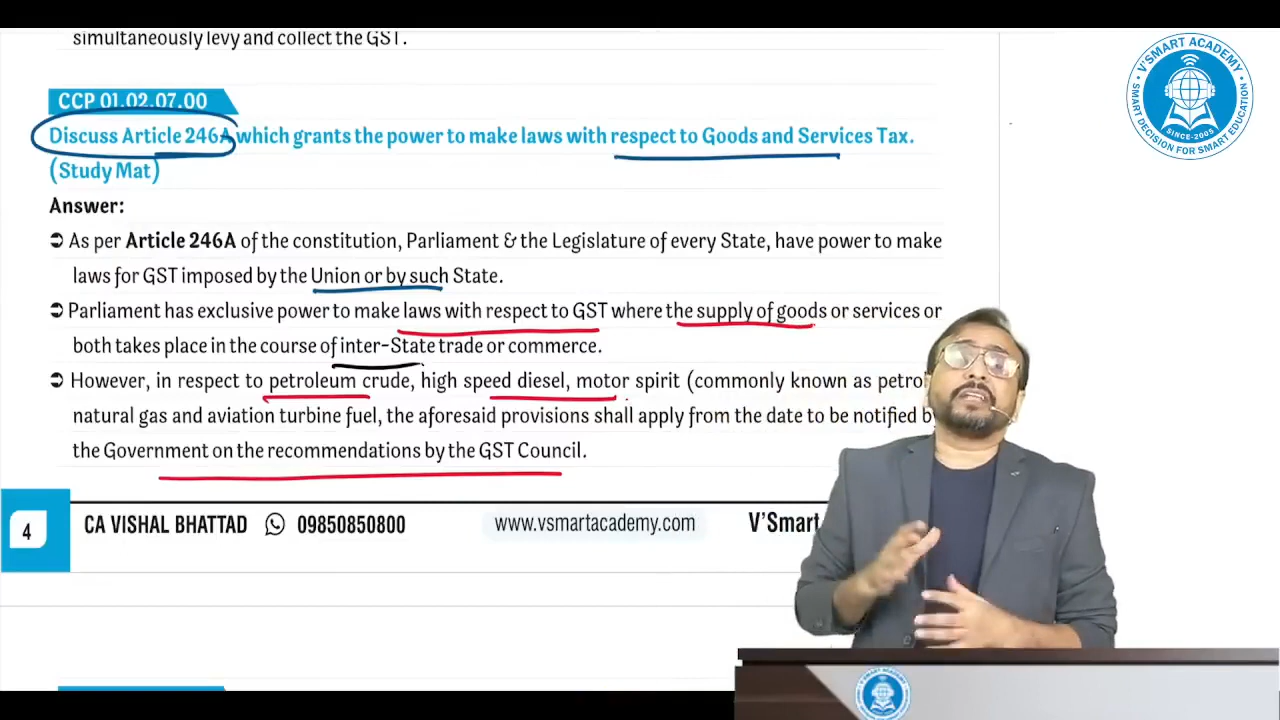 simultaneously levy and collect the GST.
V'SMART ACADEMY
SMART DECISION FOR SMART EDUCATION
SINCE-2005
CCP 01.02.07.00
Discuss Article 246A which grants the power to make laws with respect to Goods and Services Tax.
(Study Mat)
Answer:
➲ As per Article 246A of the constitution, Parliament & the Legislature of every State, have power to make
laws for GST imposed by the Union or by such State.
➲ Parliament has exclusive power to make laws with respect to GST where the supply of goods or services or
both takes place in the course of inter-State trade or commerce.
➲ However, in respect to petroleum crude, high speed diesel, motor spirit (commonly known as
natural gas and aviation turbine fuel, the aforesaid provisions shall apply from the date to be notified
the Government on the recommendations by the GST Council.
4
CA VISHAL BHATTAD 09850850800
www.vsmartacademy.com
V'Smart